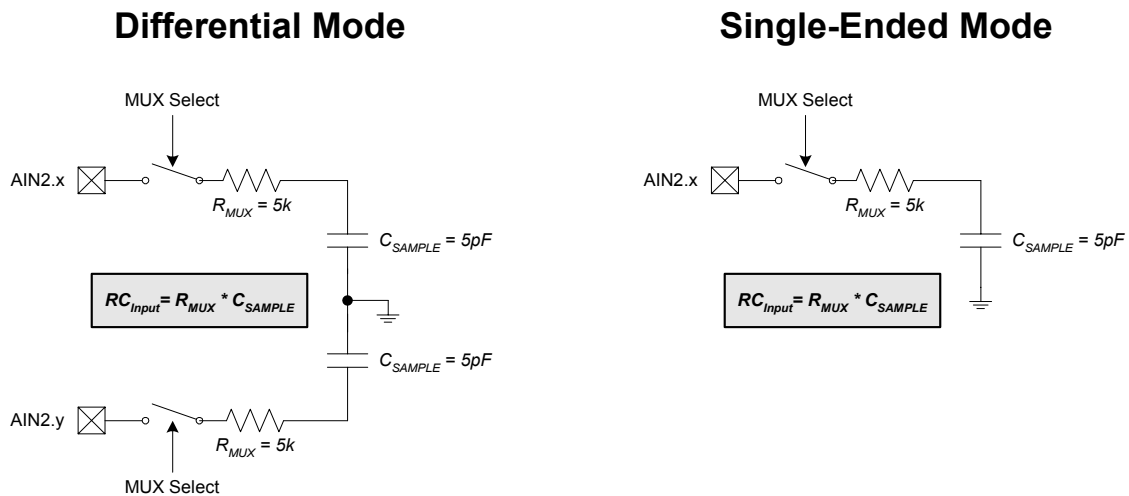 Differential Mode
MUX Select
AIN2.x
R_MUX = 5k
C_SAMPLE = 5pF
RC_Input= R_MUX * C_SAMPLE
C_SAMPLE = 5pF
AIN2.y
R_MUX = 5k
MUX Select
Single-Ended Mode
MUX Select
AIN2.x
R_MUX = 5k
C_SAMPLE = 5pF
RC_Input= R_MUX * C_SAMPLE